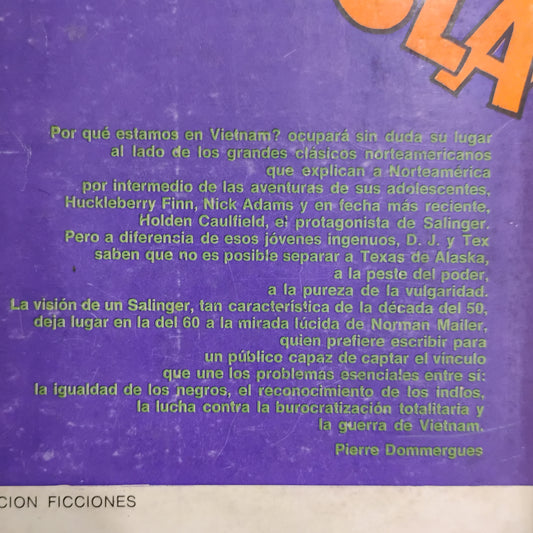 OLA
Por qué estamos en Vietnam? ocupará sin duda su lugar
al lado de los grandes clásicos norteamericanos
que explican a Norteamérica
por intermedio de las aventuras de sus adolescentes,
Huckleberry Finn, Nick Adams y en fecha más reciente,
Holden Caulfield, el protagonista de Salinger.
Pero a diferencia de esos jóvenes ingenuos, D. J. y Tex
saben que no es posible separar a Texas de Alaska,
a la peste del poder,
a la pureza de la vulgaridad.
La visión de un Salinger, tan característica de la década del 50,
deja lugar en la del 60 a la mirada lúcida de Norman Mailer,
quien prefiere escribir para
un público capaz de captar el vínculo
que une los problemas esenciales entre sí:
la igualdad de los negros, el reconocimiento de los indios,
la lucha contra la burocratización totalitaria y
la guerra de Vietnam.
Pierre Dommergues
CION FICCIONES